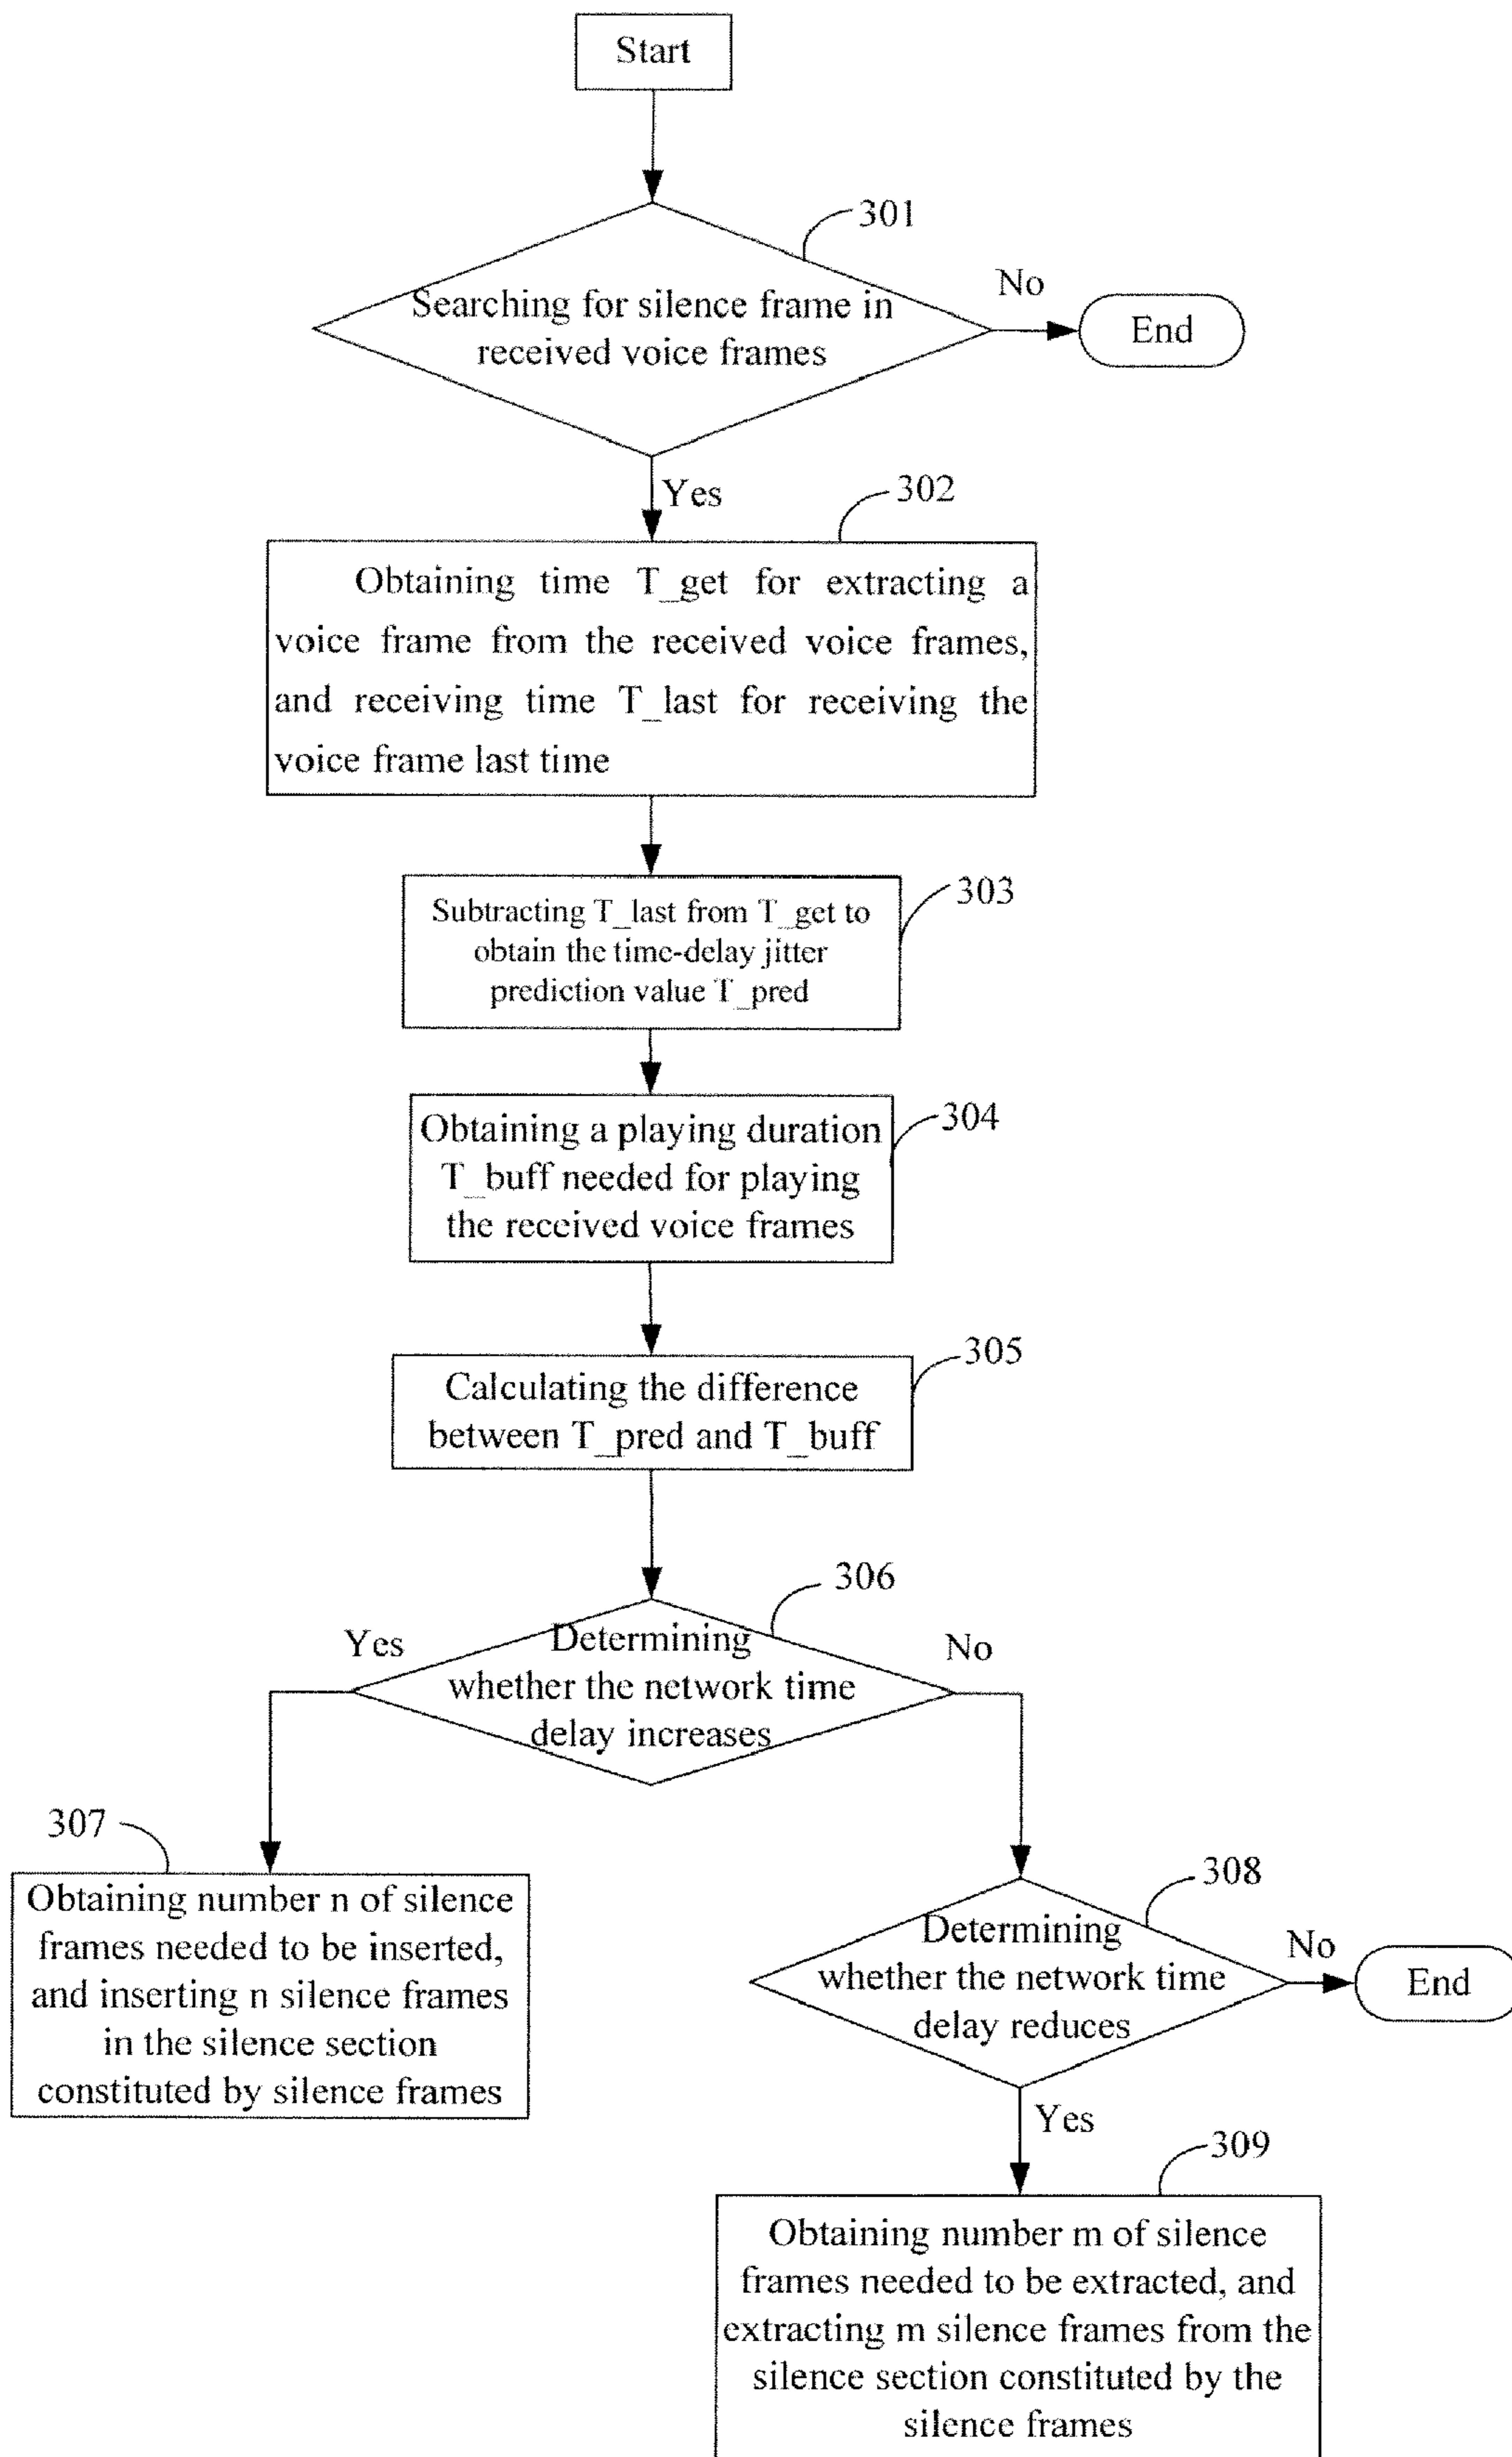 Start
301
Searching for silence frame in
received voice frames
No
End
Yes
302
Obtaining time T_get for extracting a
voice frame from the received voice frames,
and receiving time T_last for receiving the
voice frame last time
303
Subtracting T_last from T_get to
obtain the time-delay jitter
prediction value T_pred
304
Obtaining a playing duration
T_buff needed for playing
the received voice frames
305
Calculating the difference
between T_pred and T_buff
306
Yes
No
Determining
whether the network time
delay increases
307
Obtaining number n of silence
frames needed to be inserted,
and inserting n silence frames
in the silence section
constituted by silence frames
308
Determining
whether the network time
delay reduces
No
End
Yes
309
Obtaining number m of silence
frames needed to be extracted, and
extracting m silence frames from the
silence section constituted by the
silence frames